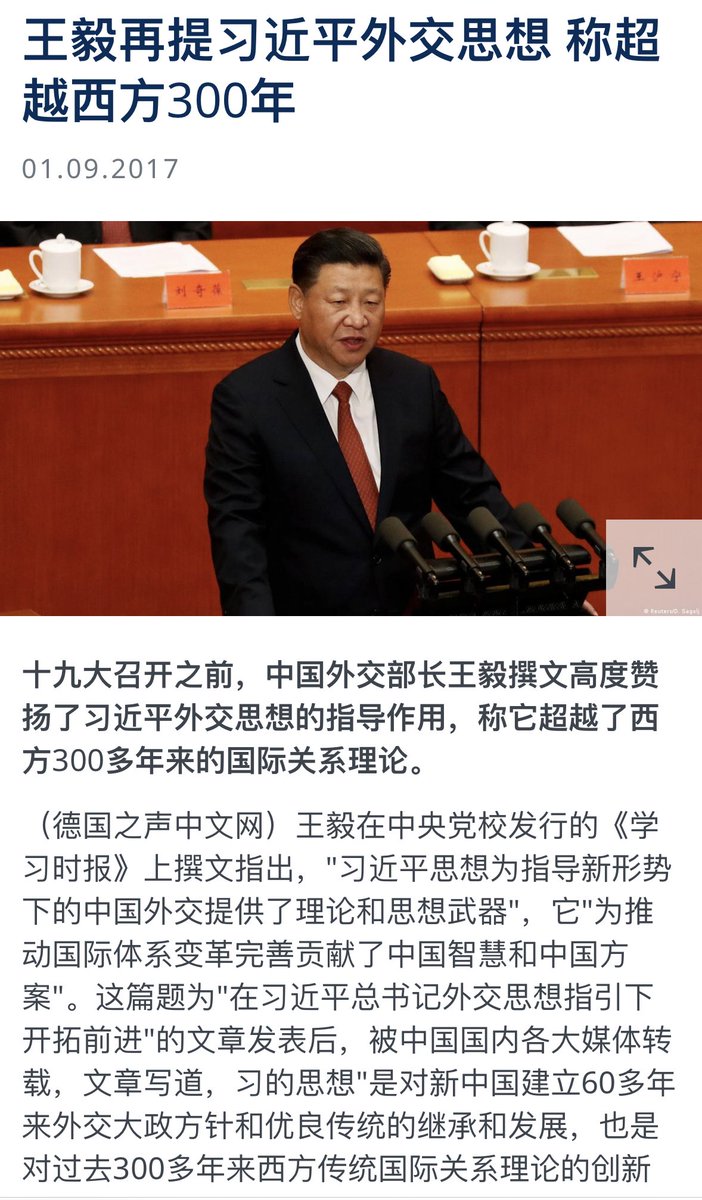 王毅再提习近平外交思想 称超
越西方300年
01.09.2017
刘奇葆
王沪宁
© Reuters/D. Sagolj
十九大召开之前，中国外交部长王毅撰文高度赞
扬了习近平外交思想的指导作用，称它超越了西
方300多年来的国际关系理论。
（德国之声中文网）王毅在中央党校发行的《学
习时报》上撰文指出，"习近平思想为指导新形势
下的中国外交提供了理论和思想武器"，它"为推
动国际体系变革完善贡献了中国智慧和中国方
案"。这篇题为"在习近平总书记外交思想指引下
开拓前进"的文章发表后，被中国国内各大媒体转
载，文章写道，习的思想"是对新中国建立60多年
来外交大政方针和优良传统的继承和发展，也是
对过去300多年来西方传统国际关系理论的创新